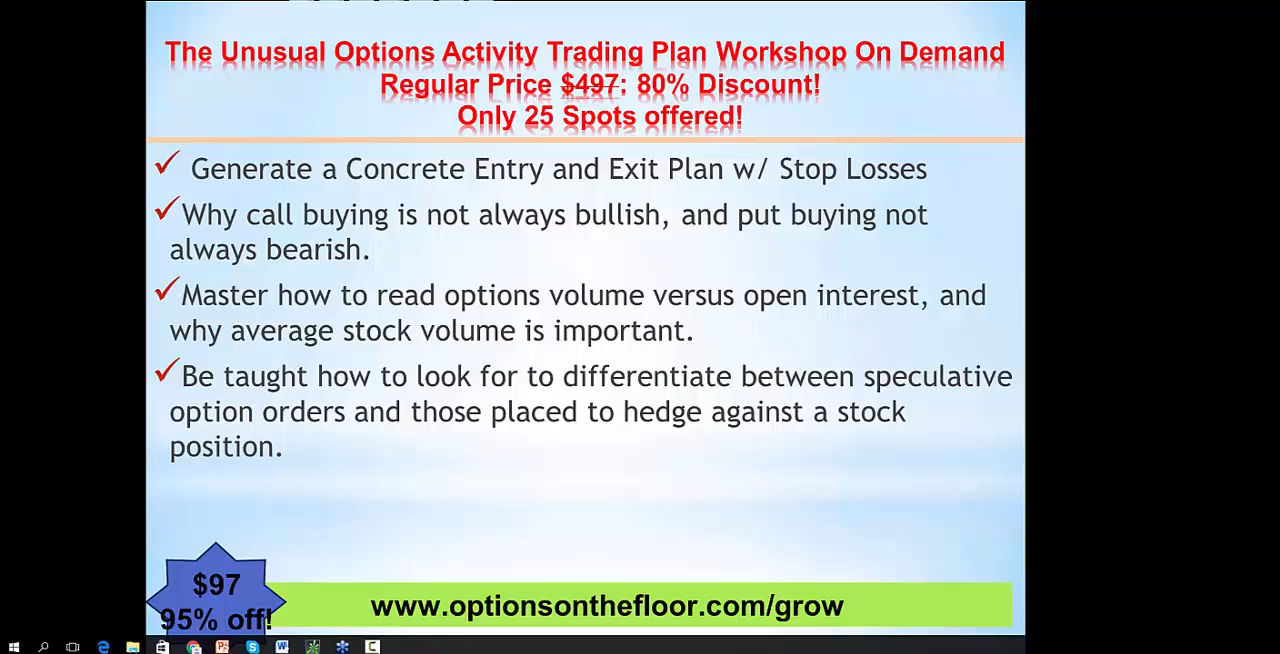 The Unusual Options Activity Trading Plan Workshop On Demand
Regular Price $497: 80% Discount!
Only 25 Spots offered!
✓ Generate a Concrete Entry and Exit Plan w/ Stop Losses
✓ Why call buying is not always bullish, and put buying not
always bearish.
✓ Master how to read options volume versus open interest, and
why average stock volume is important.
✓ Be taught how to look for to differentiate between speculative
option orders and those placed to hedge against a stock
position.
$97
95% off!
www.optionsonthefloor.com/grow